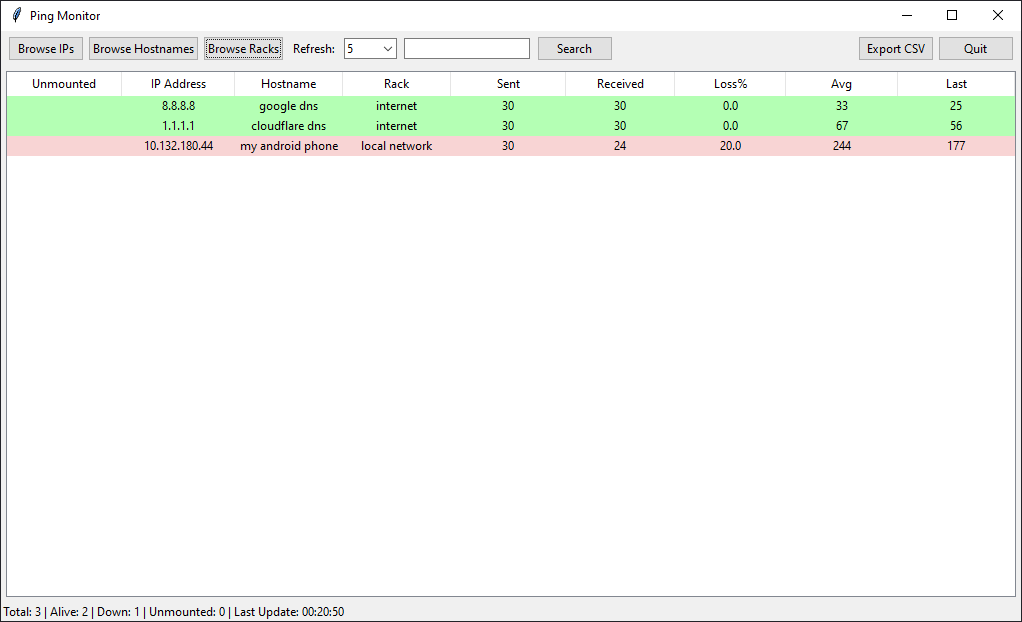 Ping Monitor
Browse IPs Browse Hostnames Browse Racks Refresh: 5 Search Export CSV Quit
Unmounted IP Address Hostname Rack Sent Received Loss% Avg Last
8.8.8.8 google dns internet 30 30 0.0 33 25
1.1.1.1 cloudflare dns internet 30 30 0.0 67 56
10.132.180.44 my android phone local network 30 24 20.0 244 177
Total: 3 | Alive: 2 | Down: 1 | Unmounted: 0 | Last Update: 00:20:50